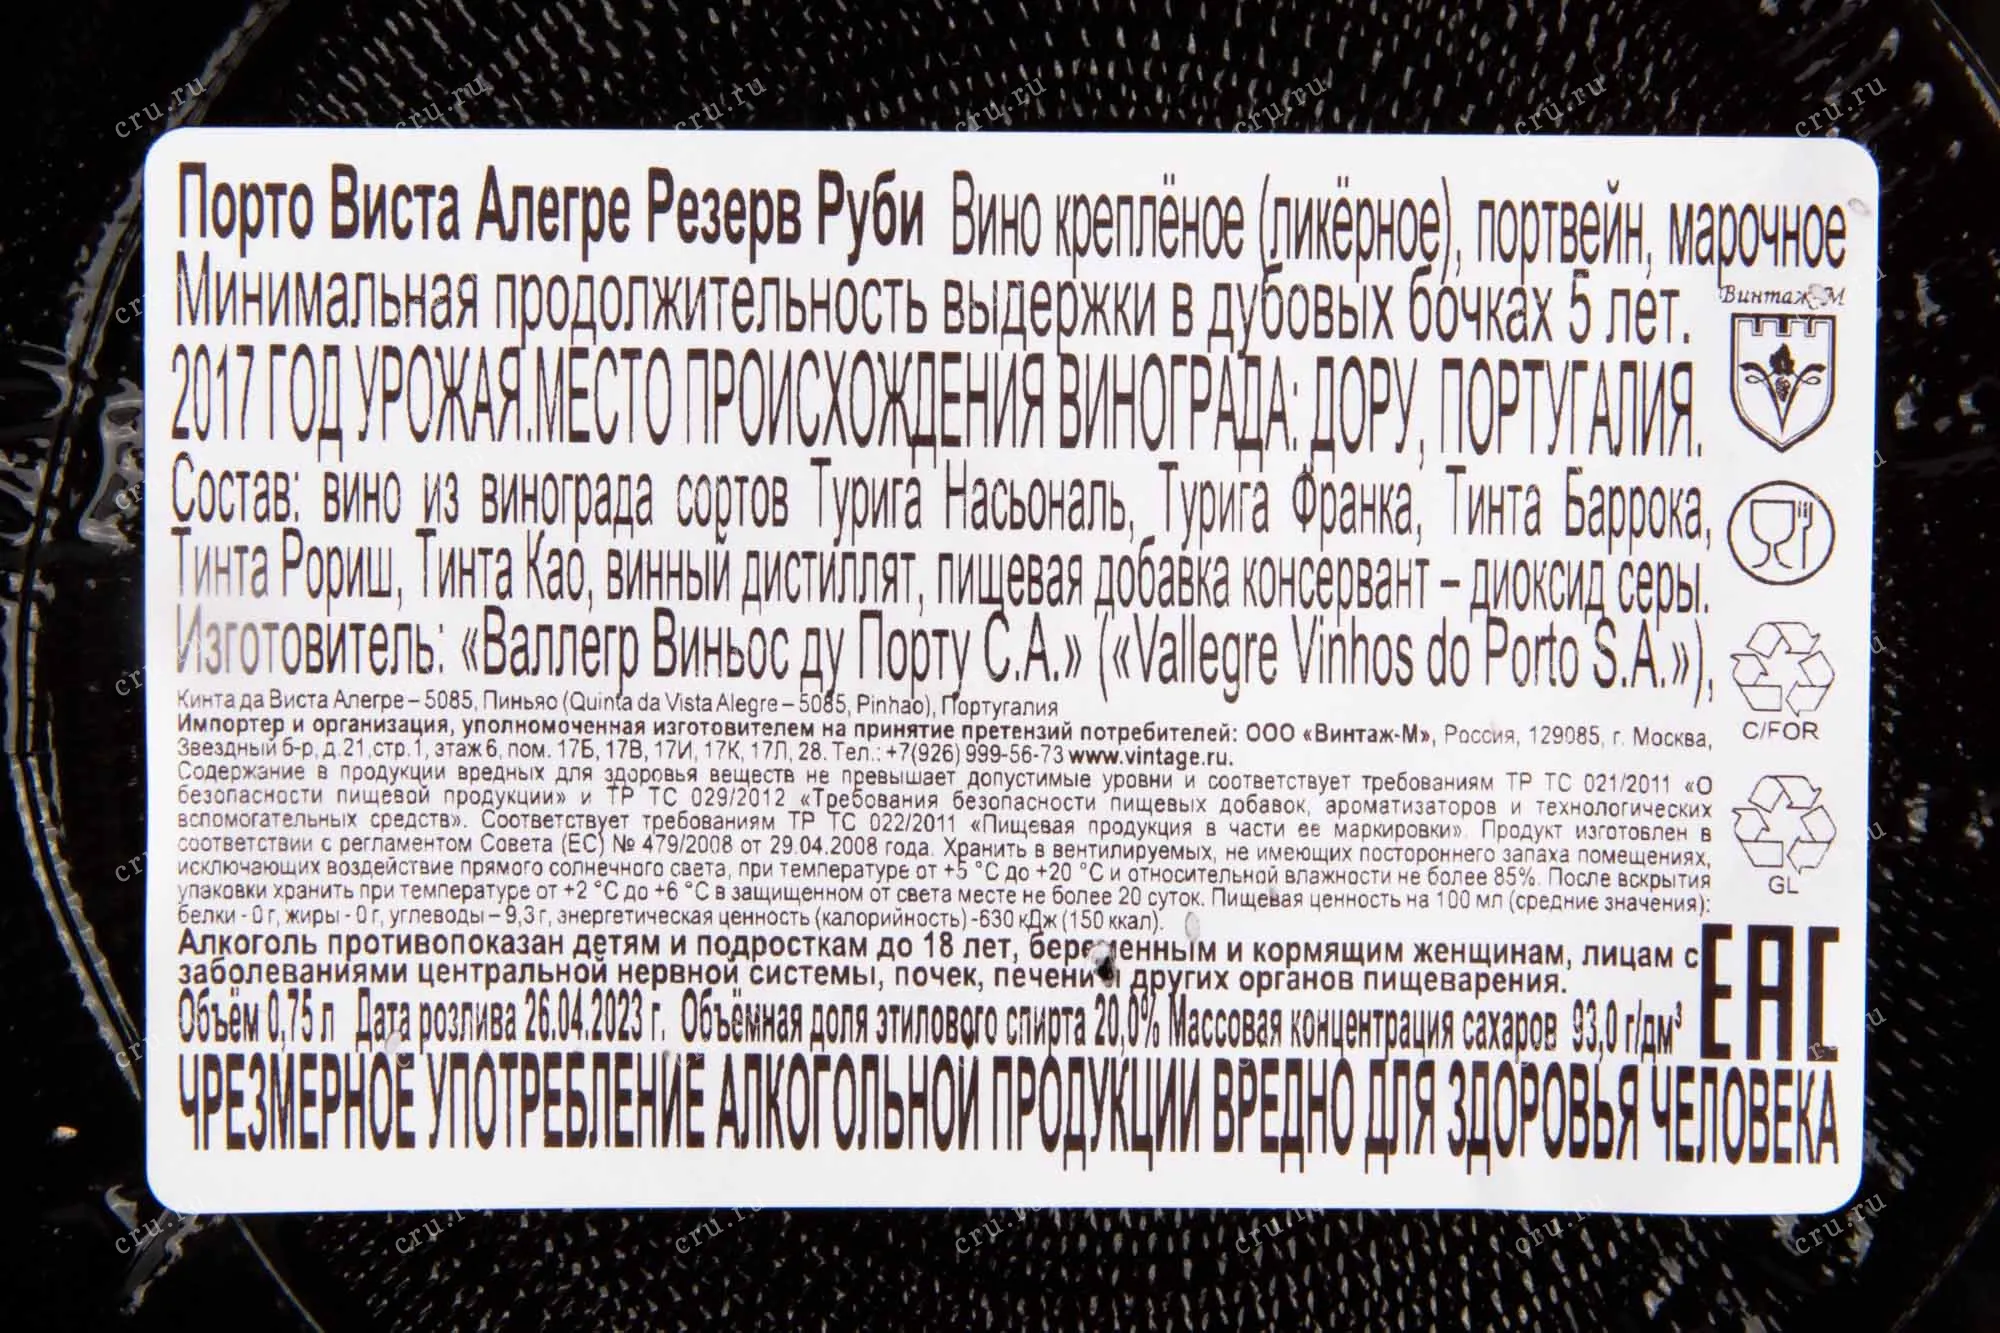 Порто Виста Алегре Резерв Руби Вино креплёное (ликёрное), портвейн, марочное
Минимальная продолжительность выдержки в дубовых бочках 5 лет.
Винтаж-М
2017 ГОД УРОЖАЯ.МЕСТО ПРОИСХОЖДЕНИЯ ВИНОГРАДА: ДОРУ, ПОРТУГАЛИЯ.
Состав: вино из винограда сортов Турига Насьональ, Турига Франка, Тинта Баррока,
Тинта Рориш, Тинта Као, винный дистиллят, пищевая добавка консервант – диоксид серы.
Изготовитель: «Валлегр Виньос ду Порту С.А.» («Vallegre Vinhos do Porto S.A.»),
Кинта да Виста Алегре – 5085, Пиньяо (Quinta da Vista Alegre – 5085, Pinhao), Португалия
C/FOR
Импортер и организация, уполномоченная изготовителем на принятие претензий потребителей: ООО «Винтаж-М», Россия, 129085, г. Москва,
Звездный б-р, д.21,стр.1, этаж 6, пом. 17Б, 17В, 17И, 17К, 17Л, 28. Тел.: +7(926) 999-56-73 www.vintage.ru.
Содержание в продукции вредных для здоровья веществ не превышает допустимые уровни и соответствует требованиям ТР ТС 021/2011 «О
безопасности пищевой продукции» и ТР ТС 029/2012 «Требования безопасности пищевых добавок, ароматизаторов и технологических
вспомогательных средств». Соответствует требованиям ТР ТС 022/2011 «Пищевая продукция в части ее маркировки». Продукт изготовлен в
соответствии с регламентом Совета (ЕС) № 479/2008 от 29.04.2008 года. Хранить в вентилируемых, не имеющих постороннего запаха помещениях,
исключающих воздействие прямого солнечного света, при температуре от +5 °С до +20 °С и относительной влажности не более 85%. После вскрытия
упаковки хранить при температуре от +2 °С до +6 °С в защищенном от света месте не более 20 суток. Пищевая ценность на 100 мл (средние значения):
GL
белки - 0 г, жиры - 0 г, углеводы – 9,3 г, энергетическая ценность (калорийность) -630 кДж (150 ккал).
Алкоголь противопоказан детям и подросткам до 18 лет, беременным и кормящим женщинам, лицам с
заболеваниями центральной нервной системы, почек, печени и других органов пищеварения.
ЕАС
Объём 0,75 л Дата розлива 26.04.2023 г. Объёмная доля этилового спирта 20,0% Массовая концентрация сахаров 93,0 г/дм³
ЧРЕЗМЕРНОЕ УПОТРЕБЛЕНИЕ АЛКОГОЛЬНОЙ ПРОДУКЦИИ ВРЕДНО ДЛЯ ЗДОРОВЬЯ ЧЕЛОВЕКА
cru.ru